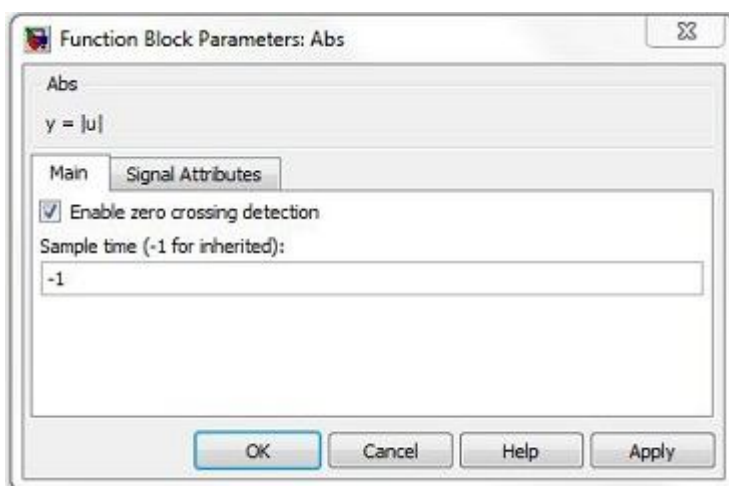 Function Block Parameters: Abs
Abs
y = |u|
Main Signal Attributes
Enable zero crossing detection
Sample time (-1 for inherited):
-1
OK Cancel Help Apply